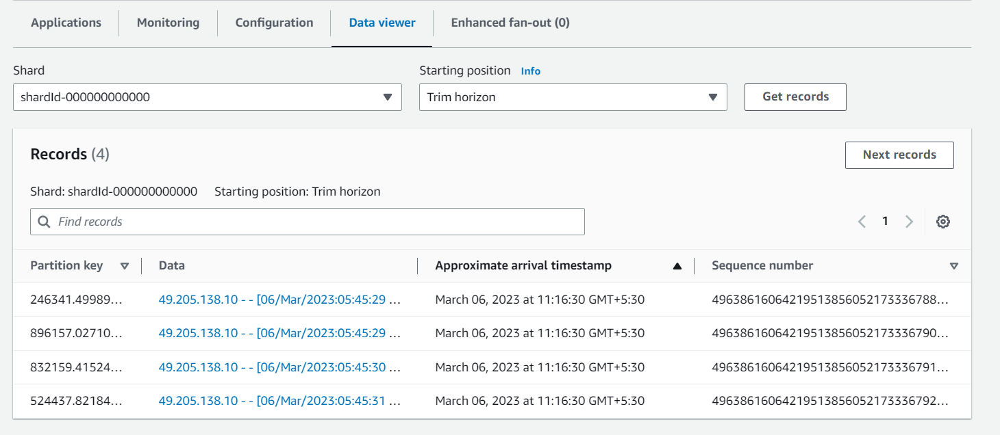 Applications Monitoring Configuration Data viewer Enhanced fan-out (0)
Shard Starting position Info
shardId-000000000000 Trim horizon Get records
Records (4) Next records
Shard: shardId-000000000000 Starting position: Trim horizon
Find records 1
Partition key Data Approximate arrival timestamp Sequence number
246341.49989... 49.205.138.10 - - [06/Mar/2023:05:45:29 ... March 06, 2023 at 11:16:30 GMT+5:30 49638616064219513856052173336788...
896157.02710... 49.205.138.10 - - [06/Mar/2023:05:45:29 ... March 06, 2023 at 11:16:30 GMT+5:30 49638616064219513856052173336790...
832159.41524... 49.205.138.10 - - [06/Mar/2023:05:45:30 ... March 06, 2023 at 11:16:30 GMT+5:30 49638616064219513856052173336791...
524437.82184... 49.205.138.10 - - [06/Mar/2023:05:45:31 ... March 06, 2023 at 11:16:30 GMT+5:30 49638616064219513856052173336792...